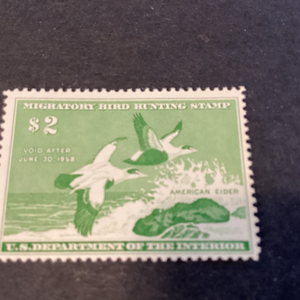 MIGRATORY BIRD HUNTING STAMP
$2
VOID AFTER
JUNE 30 1958
AMERICAN EIDER
U.S. DEPARTMENT OF THE INTERIOR